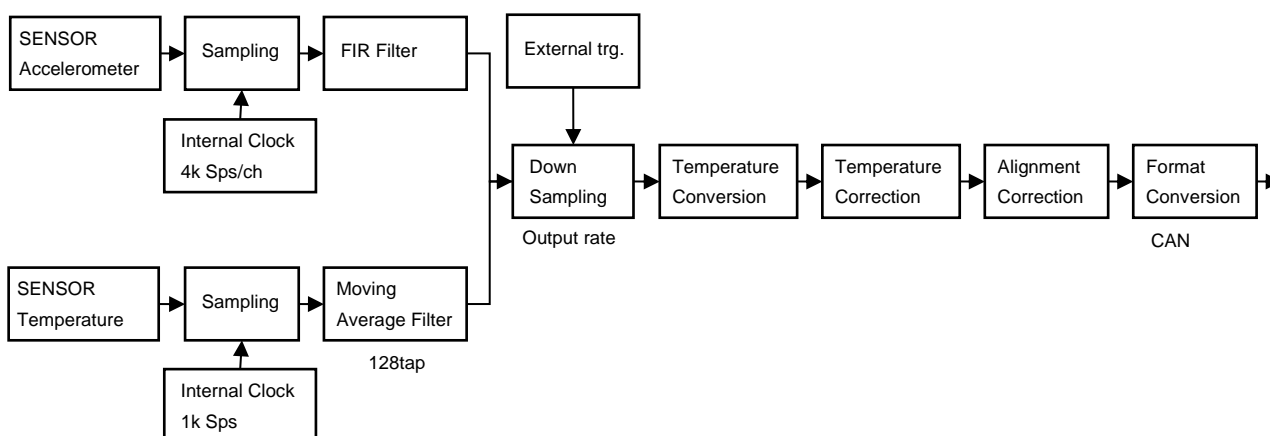 SENSOR
Accelerometer
Sampling
FIR Filter
External trg.
Internal Clock
4k Sps/ch
Down
Sampling
Output rate
Temperature
Conversion
Temperature
Correction
Alignment
Correction
Format
Conversion
CAN
SENSOR
Temperature
Sampling
Moving
Average Filter
128tap
Internal Clock
1k Sps